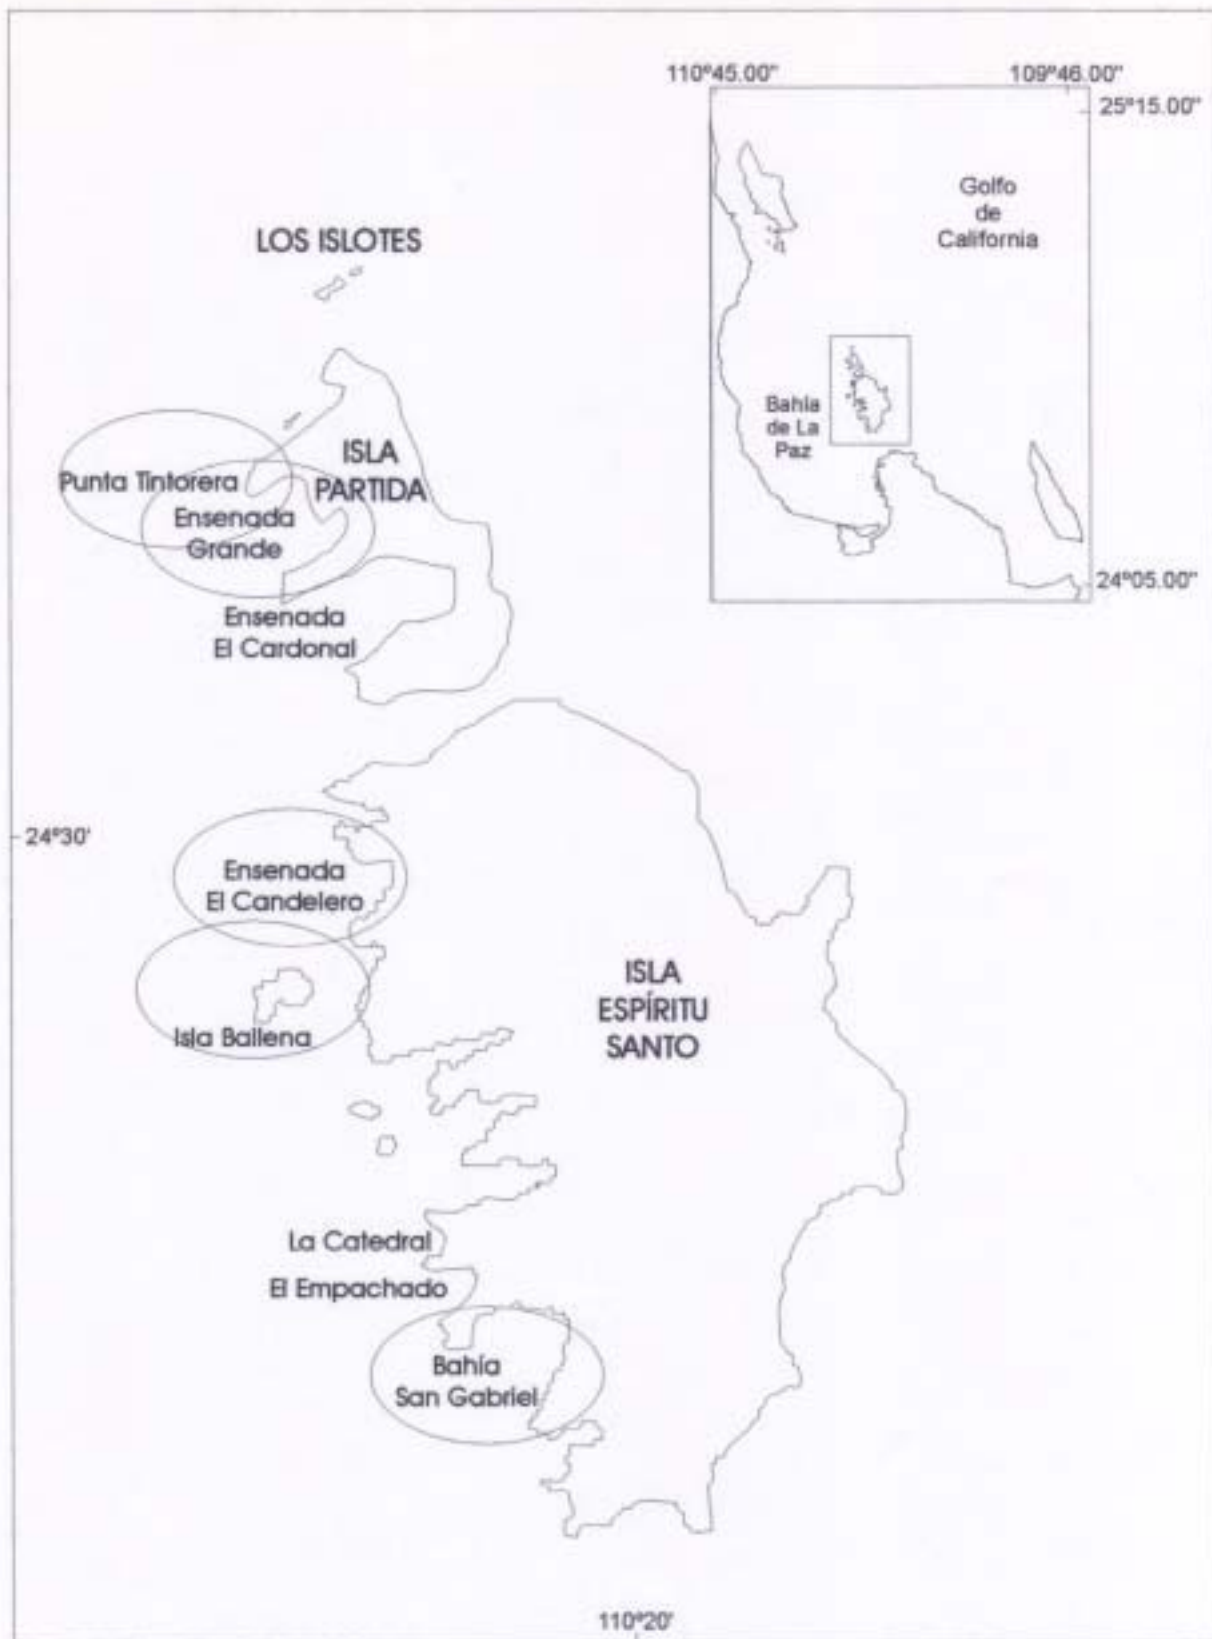 110°45.00"
109°46.00"
25°15.00"
Golfo
de
California
Bahía
de La
Paz
24°05.00"
LOS ISLOTES
ISLA
PARTIDA
Punta Tintorera
Ensenada
Grande
Ensenada
El Cardonal
24°30'
Ensenada
El Candelero
Isla Ballena
ISLA
ESPÍRITU
SANTO
La Catedral
El Empachado
Bahía
San Gabriel
110°20'